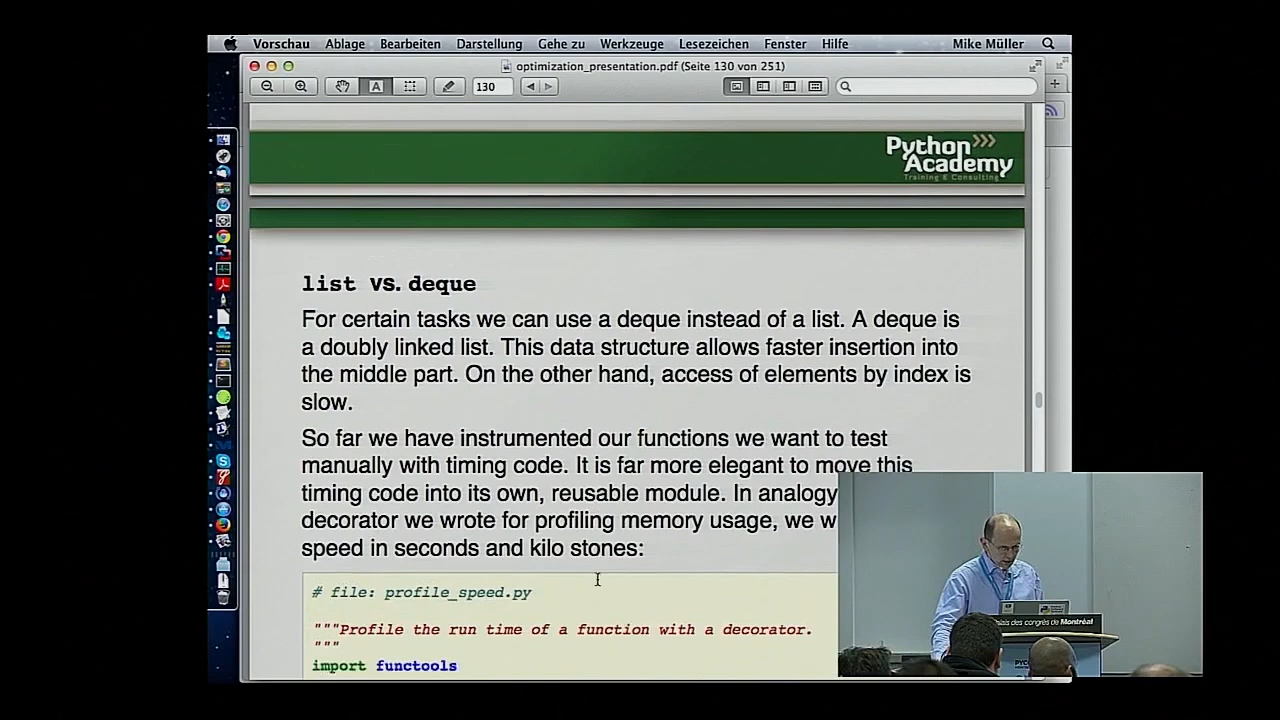 Vorschau Ablage Bearbeiten Darstellung Gehe zu Werkzeuge Lesezeichen Fenster Hilfe Mike Müller
optimization_presentation.pdf (Seite 130 von 251)
A 130
Python
Academy
Training & Consulting
list vs. deque
For certain tasks we can use a deque instead of a list. A deque is
a doubly linked list. This data structure allows faster insertion into
the middle part. On the other hand, access of elements by index is
slow.
So far we have instrumented our functions we want to test
manually with timing code. It is far more elegant to move this
timing code into its own, reusable module. In analogy
decorator we wrote for profiling memory usage, we w
speed in seconds and kilo stones:
# file: profile_speed.py
"""Profile the run time of a function with a decorator.
"""
import functools
alais des congrès de Montréal